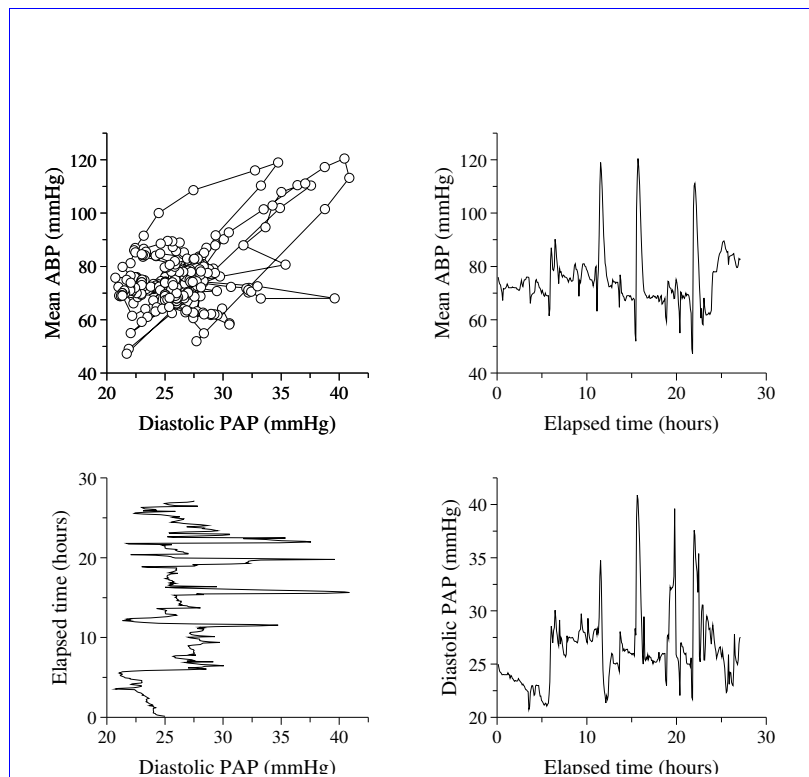 120
100
80
60
40
Mean ABP (mmHg)
20 25 30 35 40
Diastolic PAP (mmHg)
120
100
80
60
40
Mean ABP (mmHg)
0 10 20 30
Elapsed time (hours)
30
20
10
0
Elapsed time (hours)
20 25 30 35 40
Diastolic PAP (mmHg)
40
35
30
25
20
Diastolic PAP (mmHg)
0 10 20 30
Elapsed time (hours)